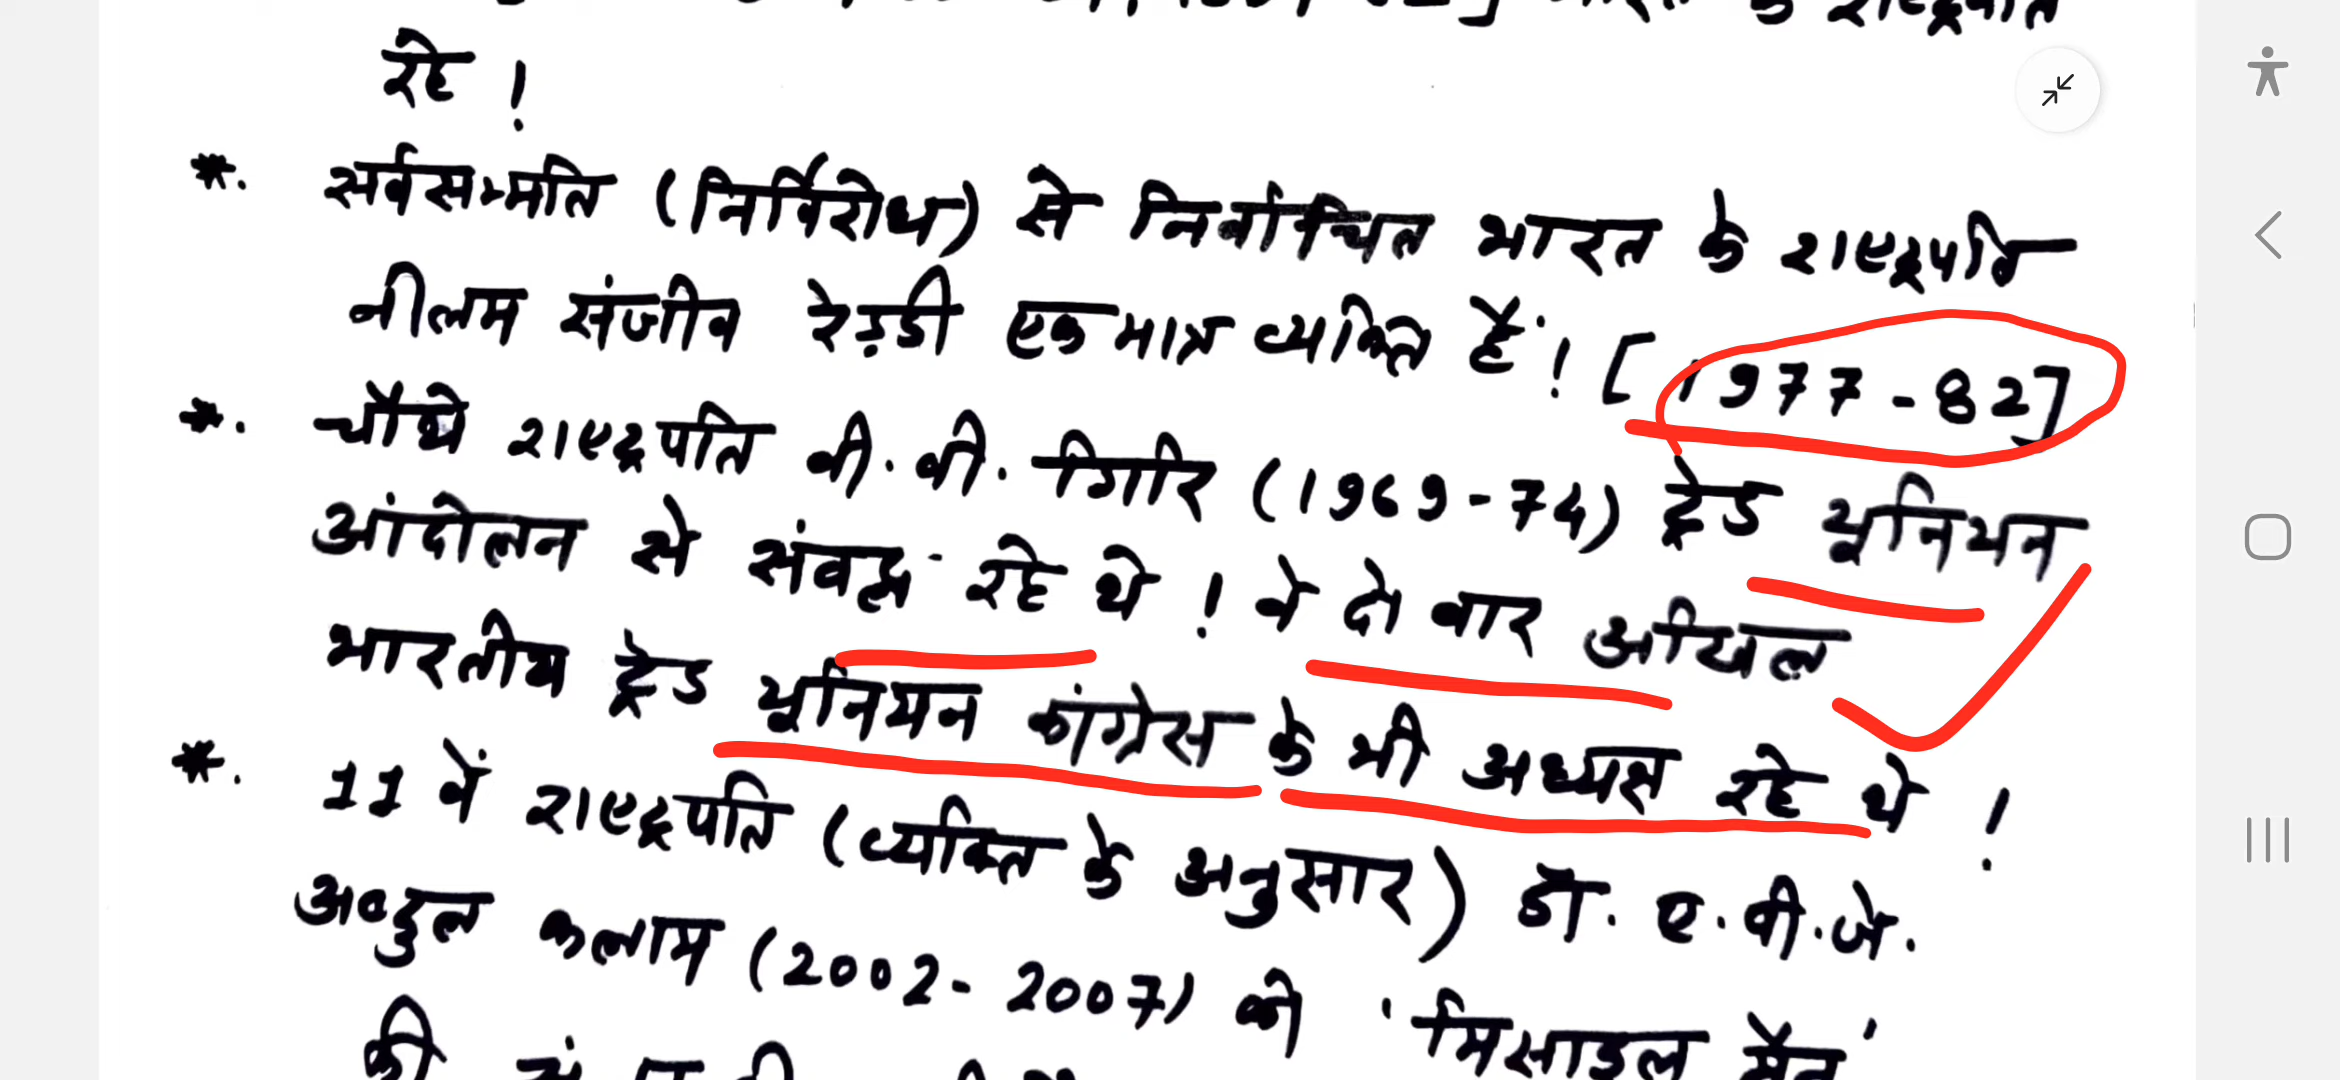 रहे !
*. सर्वसम्मति (निर्विरोध) से निर्वाचित भारत के राष्ट्रपति
नीलम संजीव रेड्डी एकमात्र व्यक्ति हैं ! [1977-82]
*. चौथे राष्ट्रपति वी. वी. गिरि (1969-74) ट्रेड यूनियन
आंदोलन से संबद्ध रहे थे ! वे दो बार अखिल
भारतीय ट्रेड यूनियन कांग्रेस के भी अध्यक्ष रहे थे !
*. 11 वें राष्ट्रपति (व्यक्ति के अनुसार) डॉ. ए. पी. जे.
अब्दुल कलाम (2002-2007) को 'मिसाइल मैन'
की